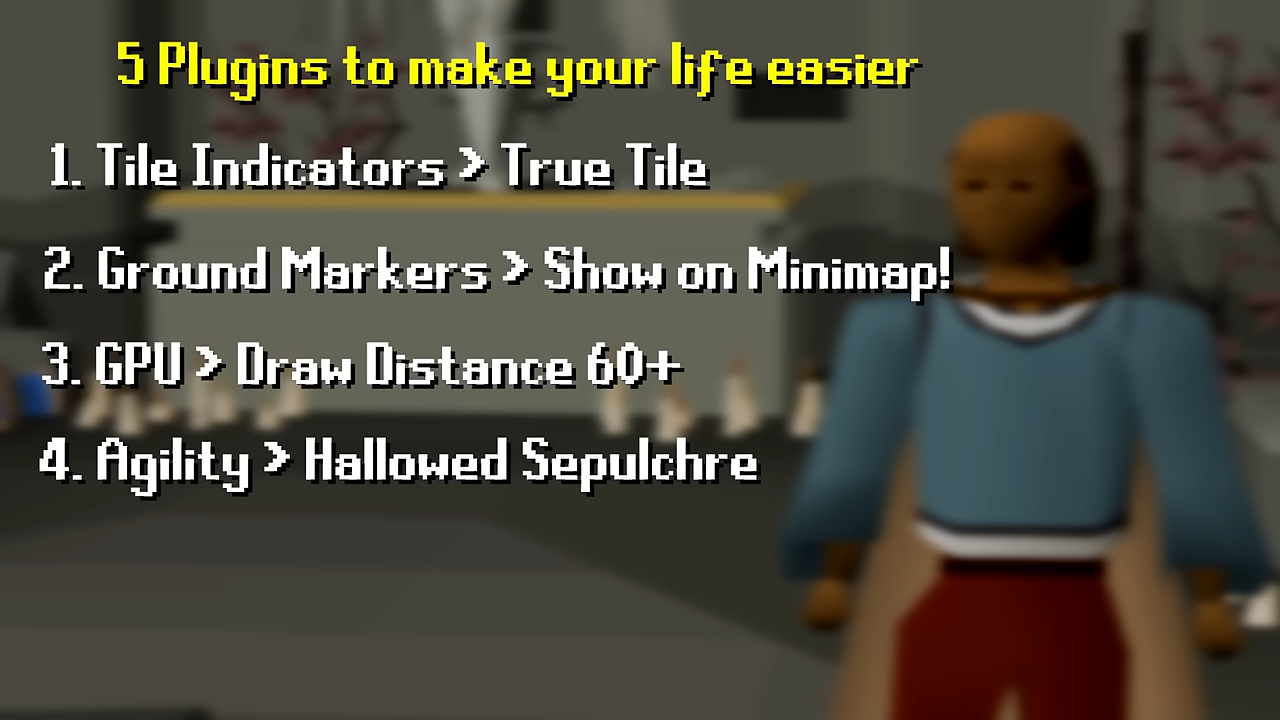 5 Plugins to make your life easier
1. Tile Indicators > True Tile
2. Ground Markers > Show on Minimap!
3. GPU > Draw Distance 60+
4. Agility > Hallowed Sepulchre